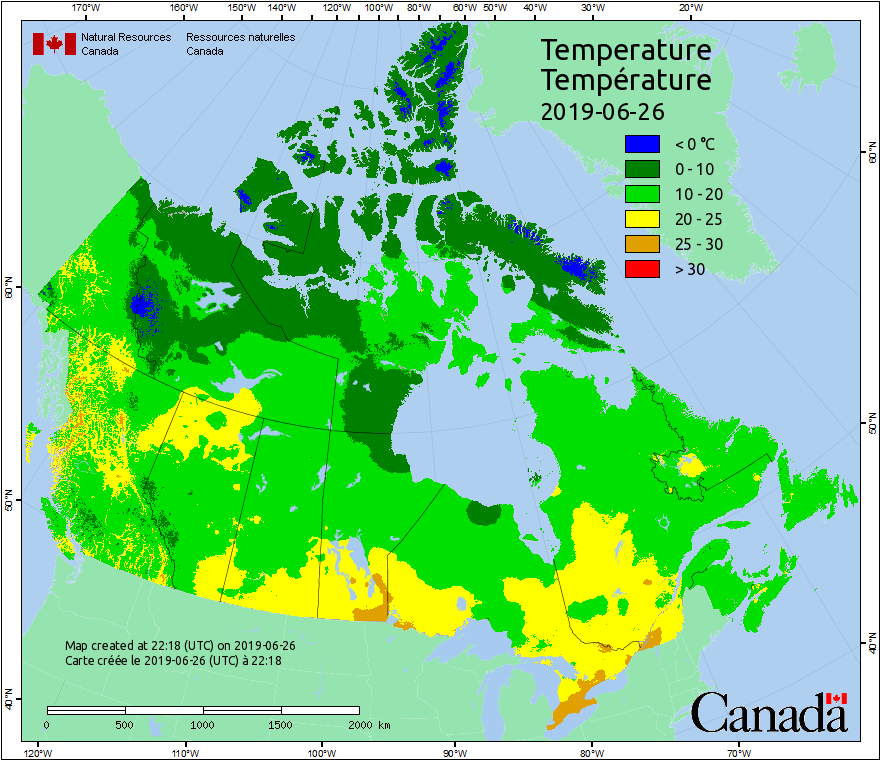 170°W 160°W 150°W 140°W 120°W 110°W 100°W 90°W 80°W 60°W 50°W 40°W 30°W 20°W
Natural Resources Ressources naturelles
Canada Canada
Temperature
Température
2019-06-26
< 0 °C
0 - 10
10 - 20
20 - 25
25 - 30
> 30
60°N
60°N
50°N
50°N
40°N
40°N
Map created at 22:18 (UTC) on 2019-06-26
Carte créée le 2019-06-26 (UTC) à 22:18
0 500 1000 1500 2000 km
Canada
120°W 110°W 100°W 90°W 80°W 70°W